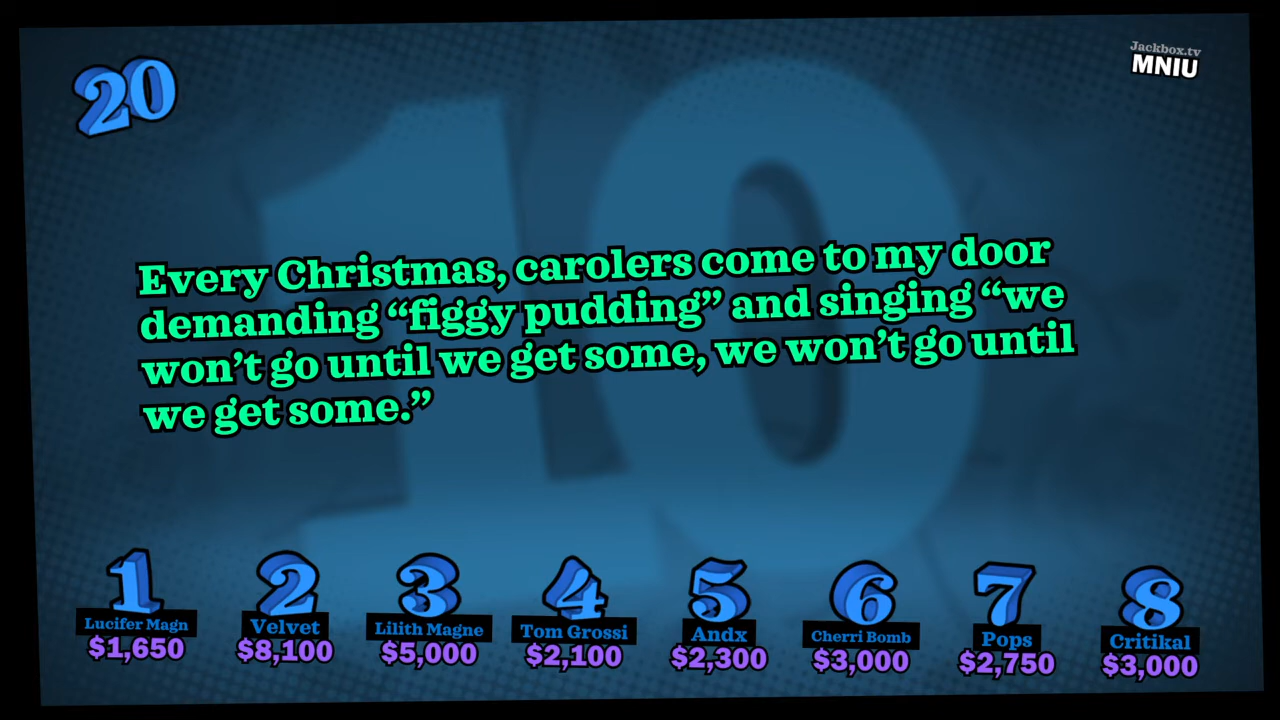 20
Jackbox.tv
MNIU
10
Every Christmas, carolers come to my door
demanding “figgy pudding” and singing “we
won’t go until we get some, we won’t go until
we get some.”
1 2 3 4 5 6 7 8
Lucifer Magn Velvet Lilith Magne Tom Grossi Andx Cherri Bomb Pops Critikal
$1,650 $8,100 $5,000 $2,100 $2,300 $3,000 $2,750 $3,000